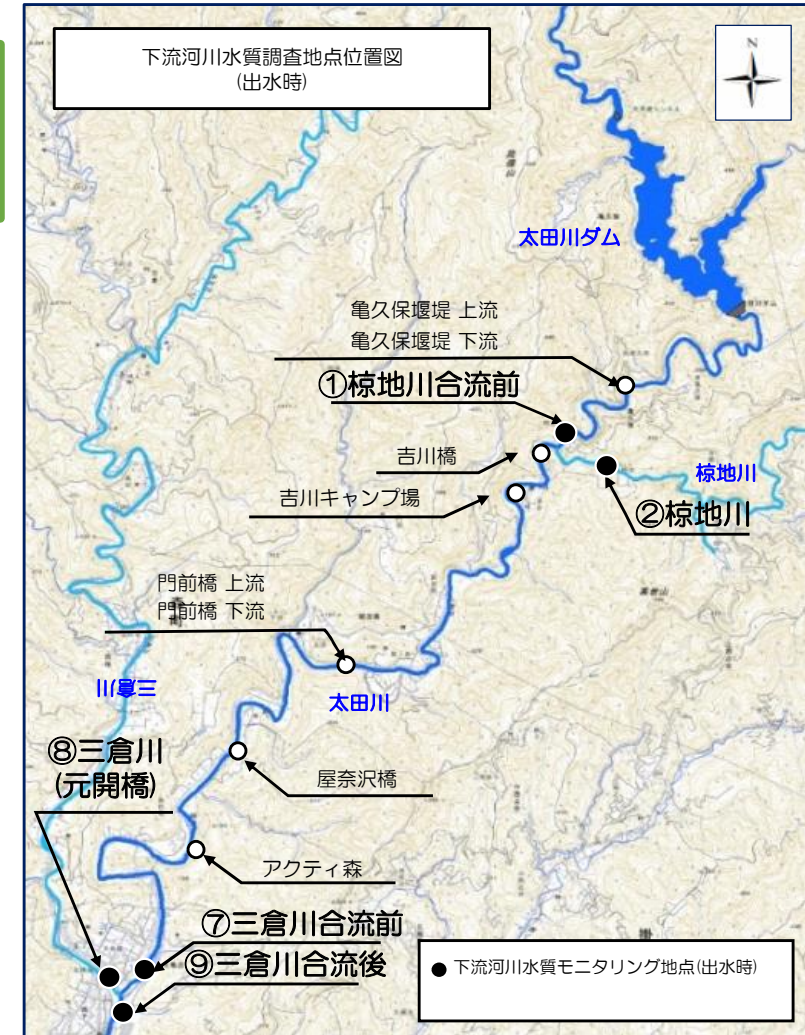 下流河川水質調査地点位置図
(出水時)
N
太田川ダム
亀久保堰堤 上流
亀久保堰堤 下流
①椋地川合流前
吉川橋
椋地川
吉川キャンプ場
②椋地川
門前橋 上流
門前橋 下流
三倉川
太田川
⑧三倉川
(元開橋)
屋奈沢橋
アクティ森
⑦三倉川合流前
⑨三倉川合流後
● 下流河川水質モニタリング地点(出水時)